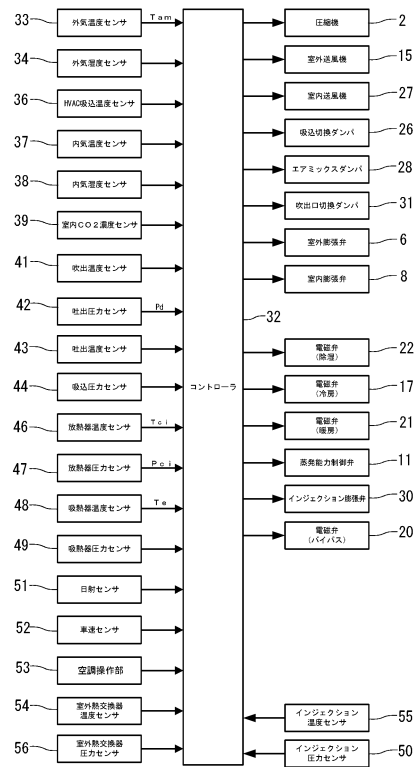 33 外気温度センサ Tam
34 外気湿度センサ
36 HVAC吸込温度センサ
37 内気温度センサ
38 内気湿度センサ
39 室内CO2濃度センサ
41 吹出温度センサ
42 吐出圧力センサ Pd
43 吐出温度センサ
44 吸込圧力センサ
46 放熱器温度センサ Tci
47 放熱器圧力センサ Pci
48 吸熱器温度センサ Te
49 吸熱器圧力センサ
51 日射センサ
52 車速センサ
53 空調操作部
54 室外熱交換器
温度センサ
56 室外熱交換器
圧力センサ
コントローラ
32
圧縮機 2
室外送風機 15
室内送風機 27
吸込切換ダンパ 26
エアミックスダンパ 28
吹出口切換ダンパ 31
室外膨張弁 6
室内膨張弁 8
電磁弁
(除湿) 22
電磁弁
(冷房) 17
電磁弁
(暖房) 21
蒸発能力制御弁 11
インジェクション膨張弁 30
電磁弁
(バイパス) 20
インジェクション
温度センサ 55
インジェクション
圧力センサ 50